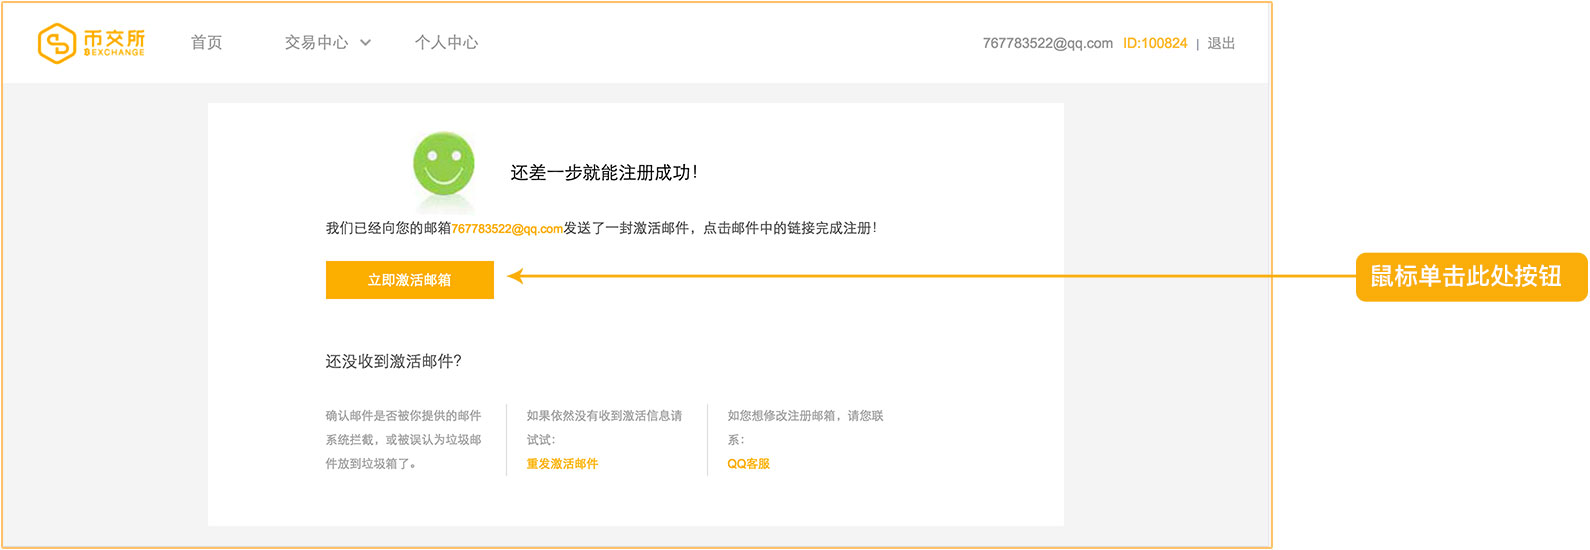 币交所
BEXCHANGE
首页 交易中心 个人中心
767783522@qq.com ID:100824 | 退出
还差一步就能注册成功！
我们已经向您的邮箱767783522@qq.com发送了一封激活邮件，点击邮件中的链接完成注册！
立即激活邮箱
鼠标单击此处按钮
还没收到激活邮件？
确认邮件是否被你提供的邮件
系统拦截，或被误认为垃圾邮
件放到垃圾箱了。
如果依然没有收到激活信息请
试试：
重发激活邮件
如您想修改注册邮箱，请您联
系：
QQ客服